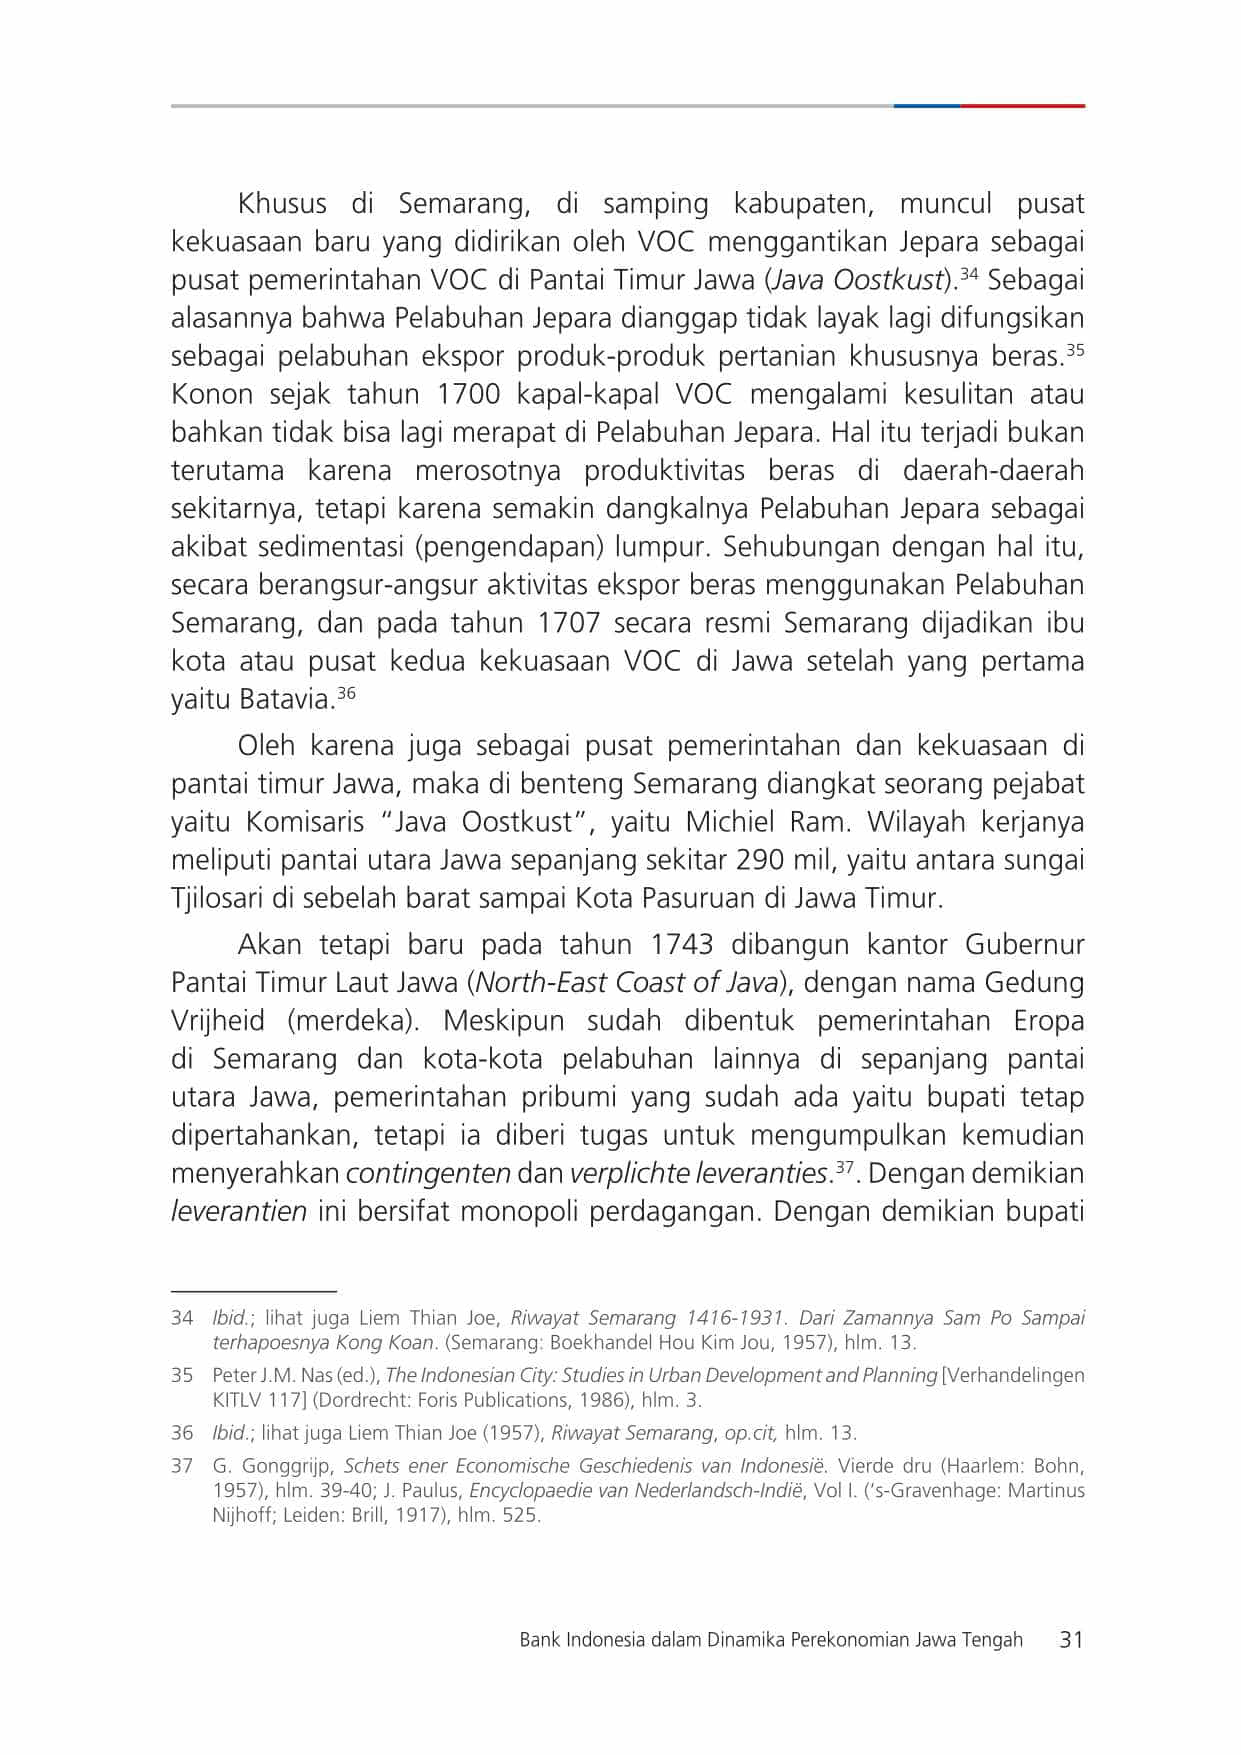 Khusus di Semarang, di samping kabupaten, muncul pusat
kekuasaan baru yang didirikan oleh VOC menggantikan Jepara sebagai
pusat pemerintahan VOC di Pantai Timur Jawa (Java Oostkust).34 Sebagai
alasannya bahwa Pelabuhan Jepara dianggap tidak layak lagi difungsikan
sebagai pelabuhan ekspor produk-produk pertanian khususnya beras.35
Konon sejak tahun 1700 kapal-kapal VOC mengalami kesulitan atau
bahkan tidak bisa lagi merapat di Pelabuhan Jepara. Hal itu terjadi bukan
terutama karena merosotnya produktivitas beras di daerah-daerah
sekitarnya, tetapi karena semakin dangkalnya Pelabuhan Jepara sebagai
akibat sedimentasi (pengendapan) lumpur. Sehubungan dengan hal itu,
secara berangsur-angsur aktivitas ekspor beras menggunakan Pelabuhan
Semarang, dan pada tahun 1707 secara resmi Semarang dijadikan ibu
kota atau pusat kedua kekuasaan VOC di Jawa setelah yang pertama
yaitu Batavia.36
Oleh karena juga sebagai pusat pemerintahan dan kekuasaan di
pantai timur Jawa, maka di benteng Semarang diangkat seorang pejabat
yaitu Komisaris “Java Oostkust”, yaitu Michiel Ram. Wilayah kerjanya
meliputi pantai utara Jawa sepanjang sekitar 290 mil, yaitu antara sungai
Tjilosari di sebelah barat sampai Kota Pasuruan di Jawa Timur.
Akan tetapi baru pada tahun 1743 dibangun kantor Gubernur
Pantai Timur Laut Jawa (North-East Coast of Java), dengan nama Gedung
Vrijheid (merdeka). Meskipun sudah dibentuk pemerintahan Eropa
di Semarang dan kota-kota pelabuhan lainnya di sepanjang pantai
utara Jawa, pemerintahan pribumi yang sudah ada yaitu bupati tetap
dipertahankan, tetapi ia diberi tugas untuk mengumpulkan kemudian
menyerahkan contingenten dan verplichte leveranties.37. Dengan demikian
leverantien ini bersifat monopoli perdagangan. Dengan demikian bupati
34 Ibid.; lihat juga Liem Thian Joe, Riwayat Semarang 1416-1931. Dari Zamannya Sam Po Sampai
terhapoesnya Kong Koan. (Semarang: Boekhandel Hou Kim Jou, 1957), hlm. 13.
35 Peter J.M. Nas (ed.), The Indonesian City: Studies in Urban Development and Planning [Verhandelingen
KITLV 117] (Dordrecht: Foris Publications, 1986), hlm. 3.
36 Ibid.; lihat juga Liem Thian Joe (1957), Riwayat Semarang, op.cit, hlm. 13.
37 G. Gonggrijp, Schets ener Economische Geschiedenis van Indonesië. Vierde dru (Haarlem: Bohn,
1957), hlm. 39-40; J. Paulus, Encyclopaedie van Nederlandsch-Indië, Vol I. (‘s-Gravenhage: Martinus
Nijhoff; Leiden: Brill, 1917), hlm. 525.
Bank Indonesia dalam Dinamika Perekonomian Jawa Tengah 31